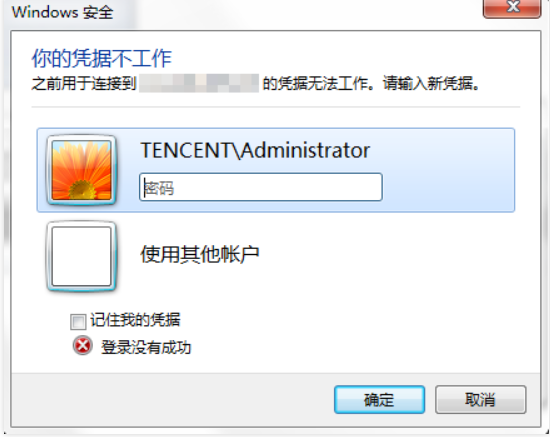 Windows 安全
你的凭据不工作
之前用于连接到 的凭据无法工作。请输入新凭据。
TENCENT\Administrator
密码
使用其他帐户
记住我的凭据
登录没有成功
确定
取消